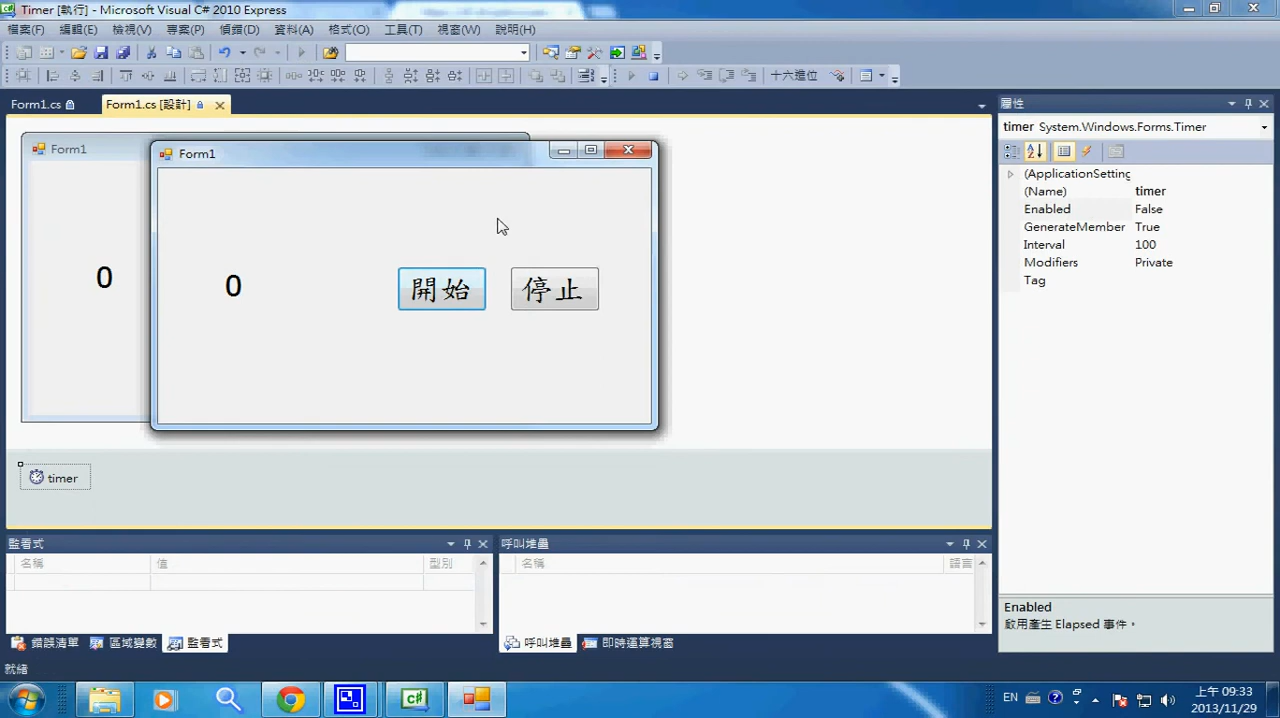 Timer [執行] - Microsoft Visual C# 2010 Express
檔案(F) 編輯(E) 檢視(V) 專案(P) 偵錯(D) 資料(A) 格式(O) 工具(T) 視窗(W) 說明(H)
十六進位
Form1.cs Form1.cs [設計]
Form1
0
Form1
0 開始 停止
timer
屬性
timer System.Windows.Forms.Timer
(ApplicationSetting
(Name) timer
Enabled False
GenerateMember True
Interval 100
Modifiers Private
Tag
Enabled
啟用產生 Elapsed 事件。
監看式
名稱 值 型別
呼叫堆疊
名稱 語言
錯誤清單 區域變數 監看式
呼叫堆疊 即時運算視窗
就緒
EN
上午 09:33
2013/11/29